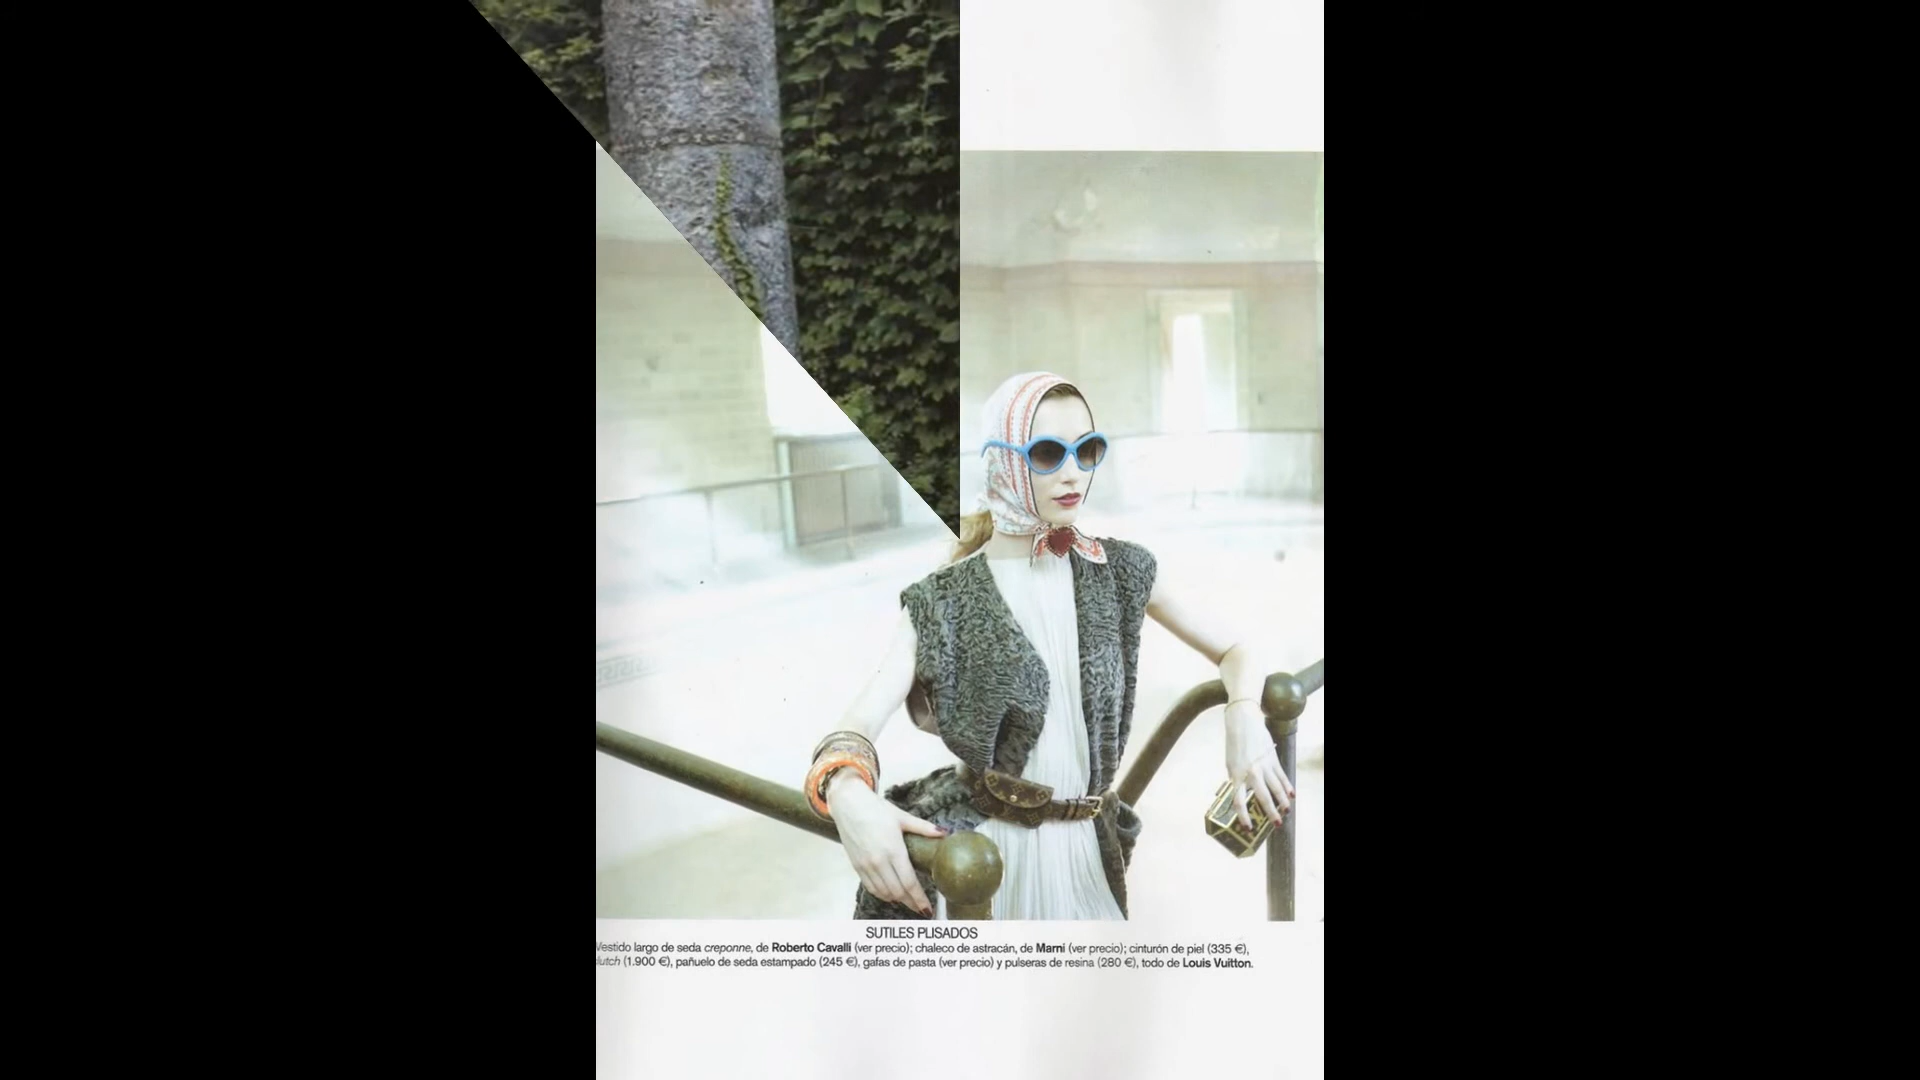 SUTILES PLISADOS
Vestido largo de seda creponne, de Roberto Cavalli (ver precio); chaleco de astracán, de Marni (ver precio); cinturón de piel (335 €),
clutch (1.900 €), pañuelo de seda estampado (245 €), gafas de pasta (ver precio) y pulseras de resina (280 €), todo de Louis Vuitton.